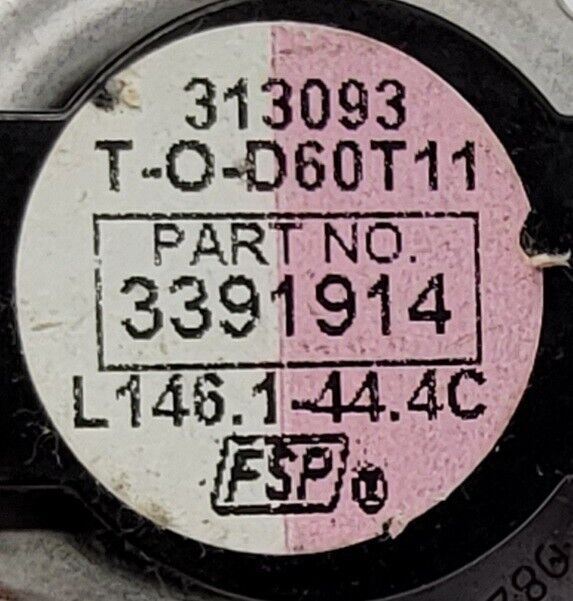 313093
T-O-D60T11
PART NO.
3391914
L146.1-44.4C
FSP